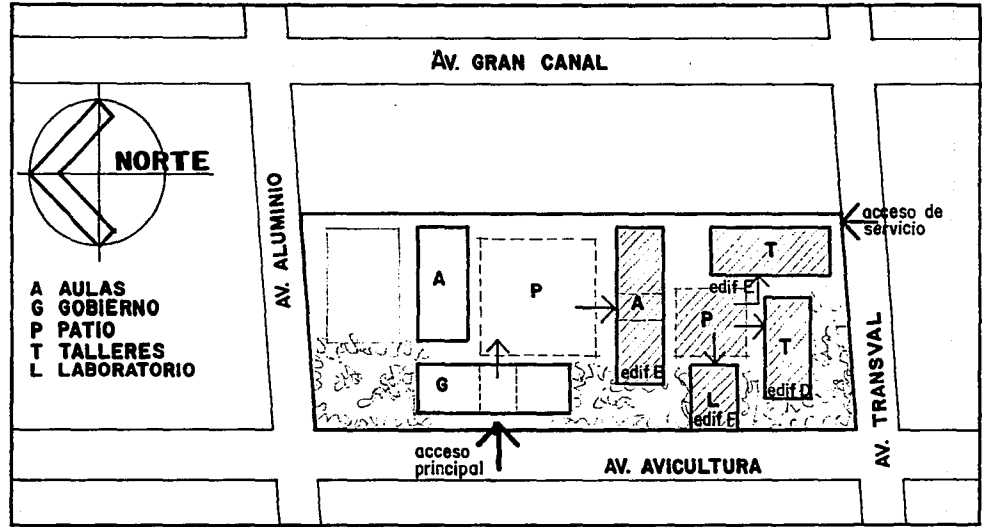 AV. GRAN CANAL
NORTE
AV. ALUMINIO
acceso de
servicio
A AULAS
G GOBIERNO
P PATIO
T TALLERES
L LABORATORIO
A
P
A
edif B
P
T
edif E
T
edif D
G
L
edif F
AV. TRANSVAL
acceso
principal
AV. AVICULTURA